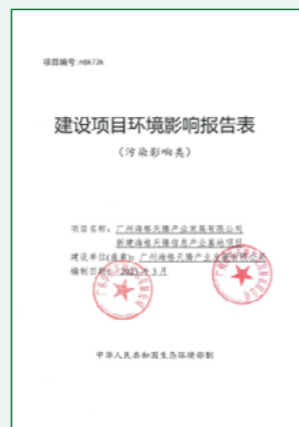 项目编号: n6k73k
建设项目环境影响报告表
(污染影响类)
项目名称: 广州海格天腾产业发展有限公司
新建海格天腾信息产业基地项目
建设单位(盖章): 广州海格天腾产业发展有限公司
编制日期: 2023年3月
中华人民共和国生态环境部制